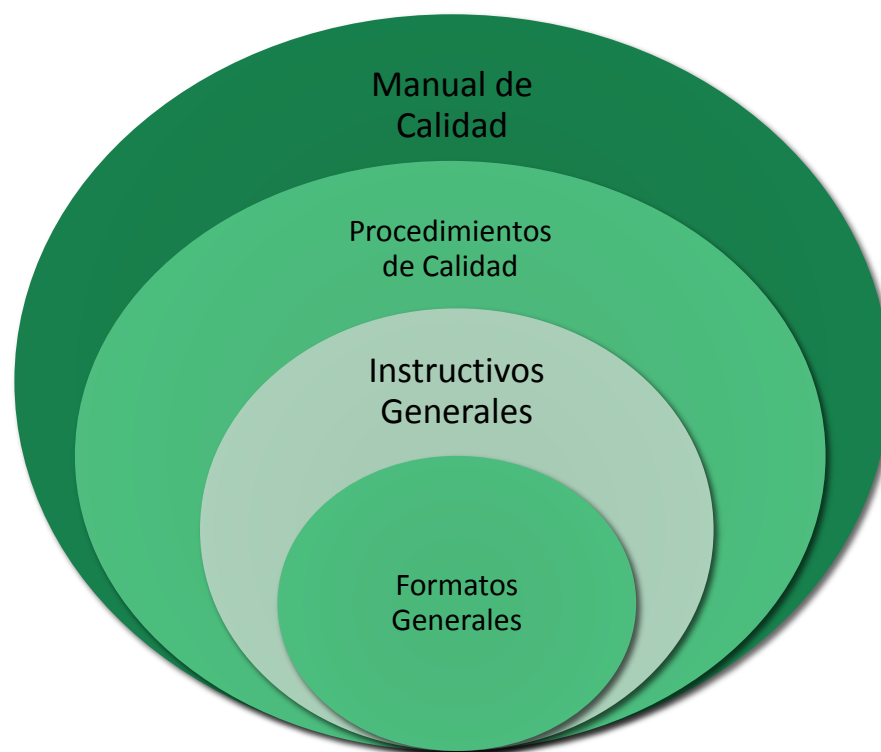 Manual de
Calidad
Procedimientos
de Calidad
Instructivos
Generales
Formatos
Generales